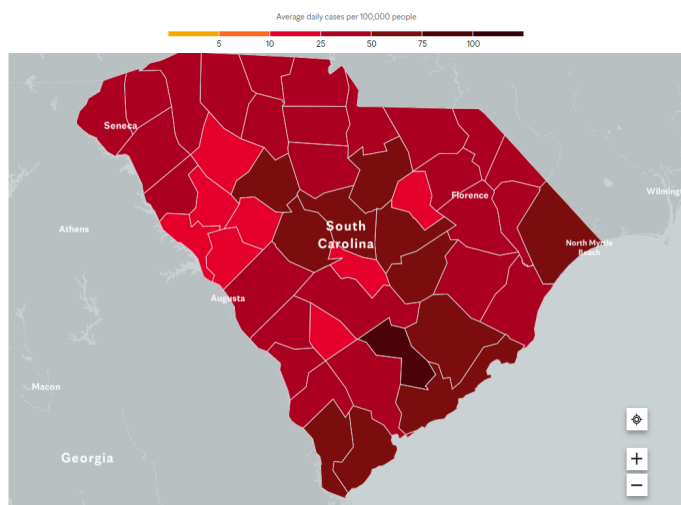 Average daily cases per 100,000 people
5 10 25 50 75 100
Seneca
Wilming
Florence
Athens
South
Carolina
North Myrtle
Beach
Augusta
Macon
Georgia
+
−